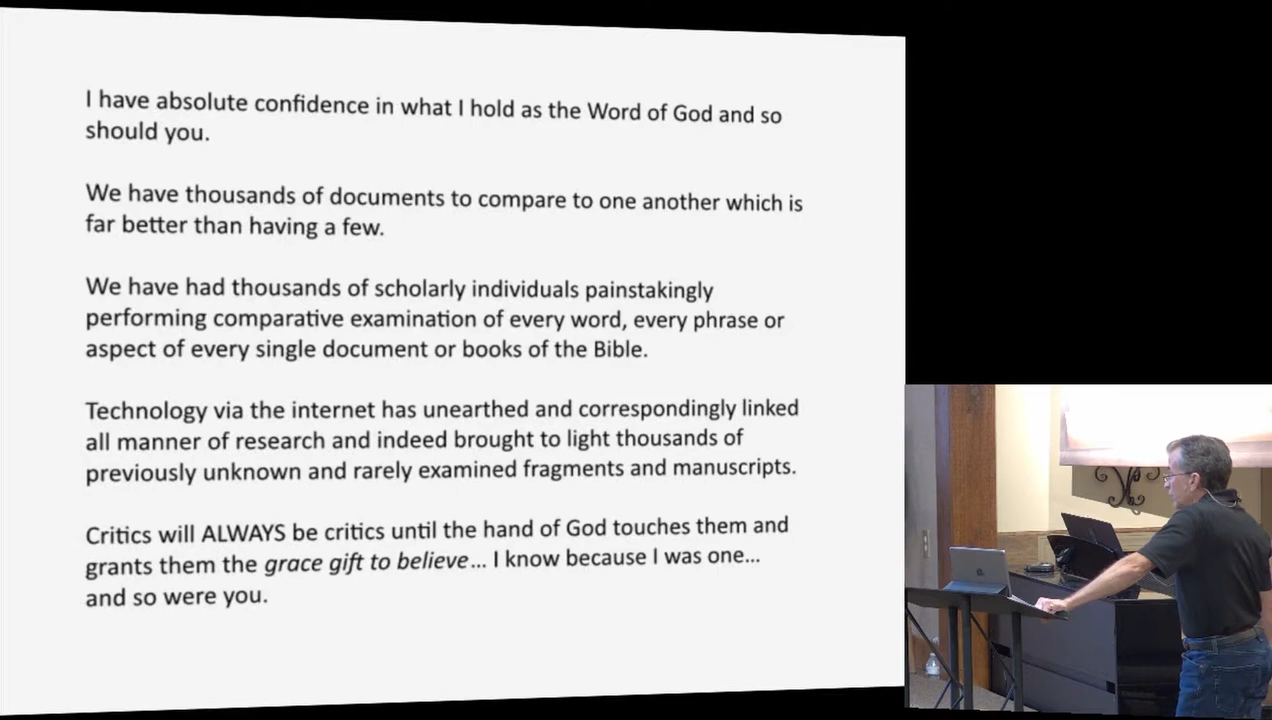 I have absolute confidence in what I hold as the Word of God and so
should you.
We have thousands of documents to compare to one another which is
far better than having a few.
We have had thousands of scholarly individuals painstakingly
performing comparative examination of every word, every phrase or
aspect of every single document or books of the Bible.
Technology via the internet has unearthed and correspondingly linked
all manner of research and indeed brought to light thousands of
previously unknown and rarely examined fragments and manuscripts.
Critics will ALWAYS be critics until the hand of God touches them and
grants them the grace gift to believe... I know because I was one...
and so were you.